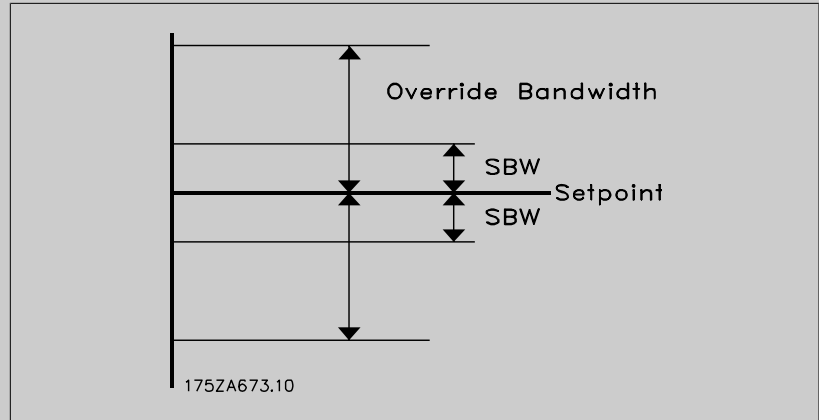 Override Bandwidth
SBW
Setpoint
SBW
175ZA673.10